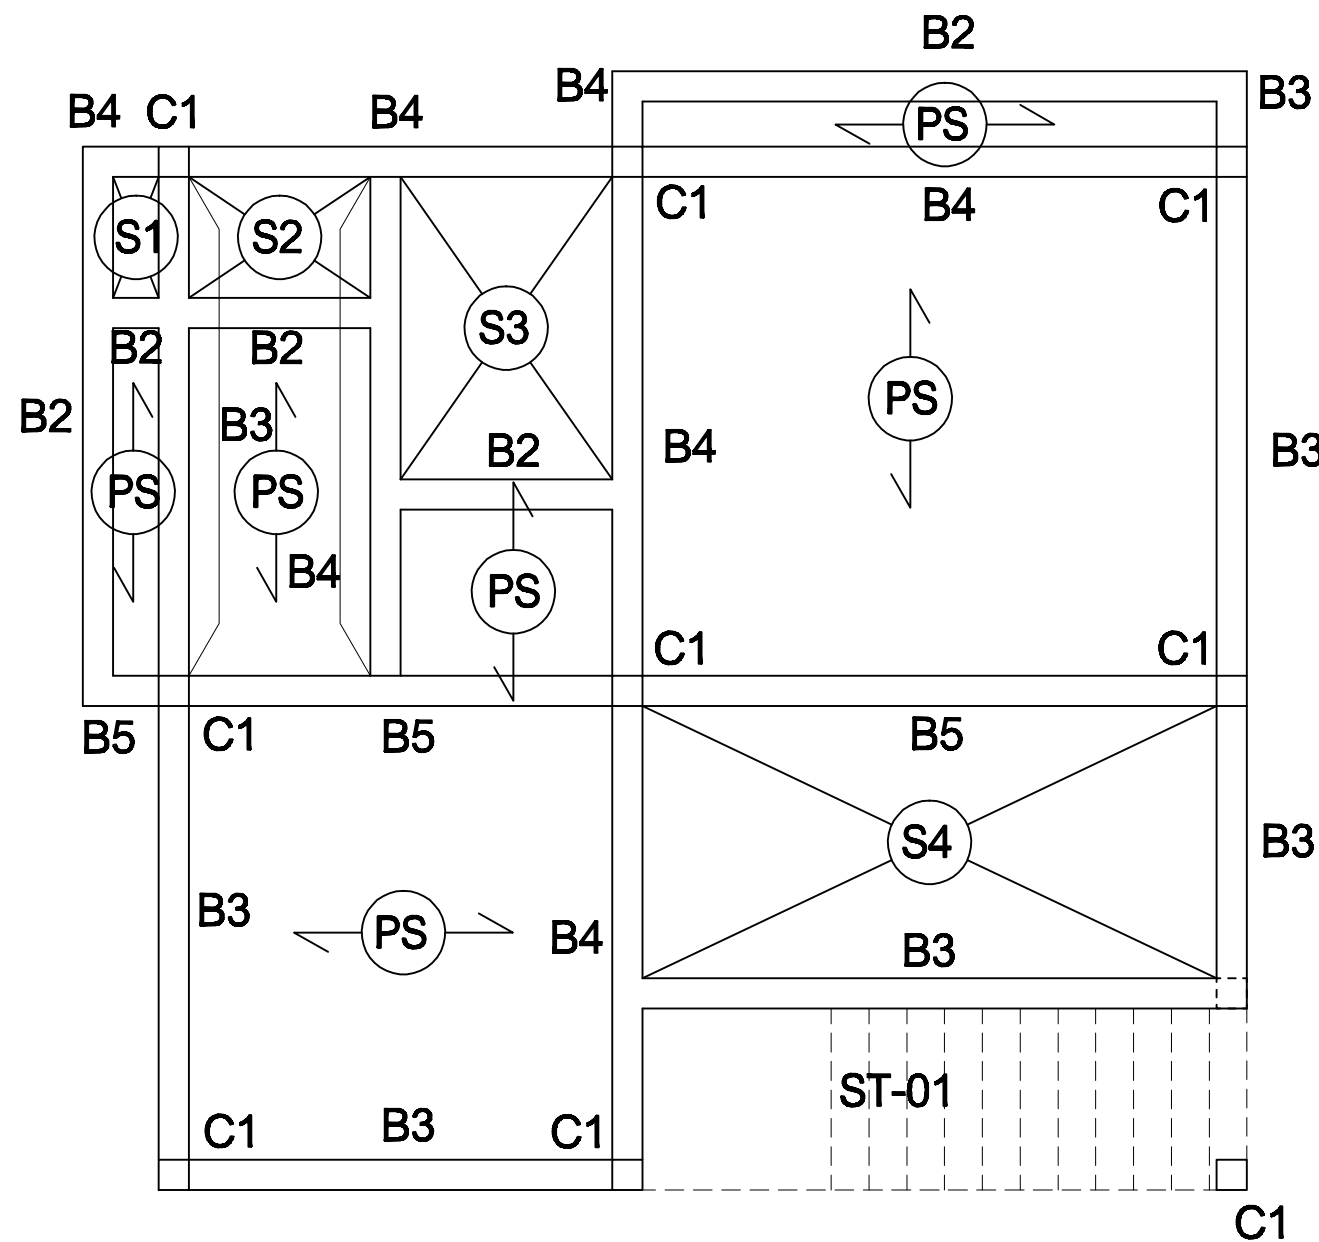 B2
B4 B3
B4 C1 B4 PS
C1 B4 C1
S1 S2
S3
B2 B2
PS
B2 B3
B2 B4 B3
PS PS
B4 PS
C1 C1
B5 C1 B5 B5
S4 B3
B3 PS B4 B3
ST-01
C1 B3 C1
C1